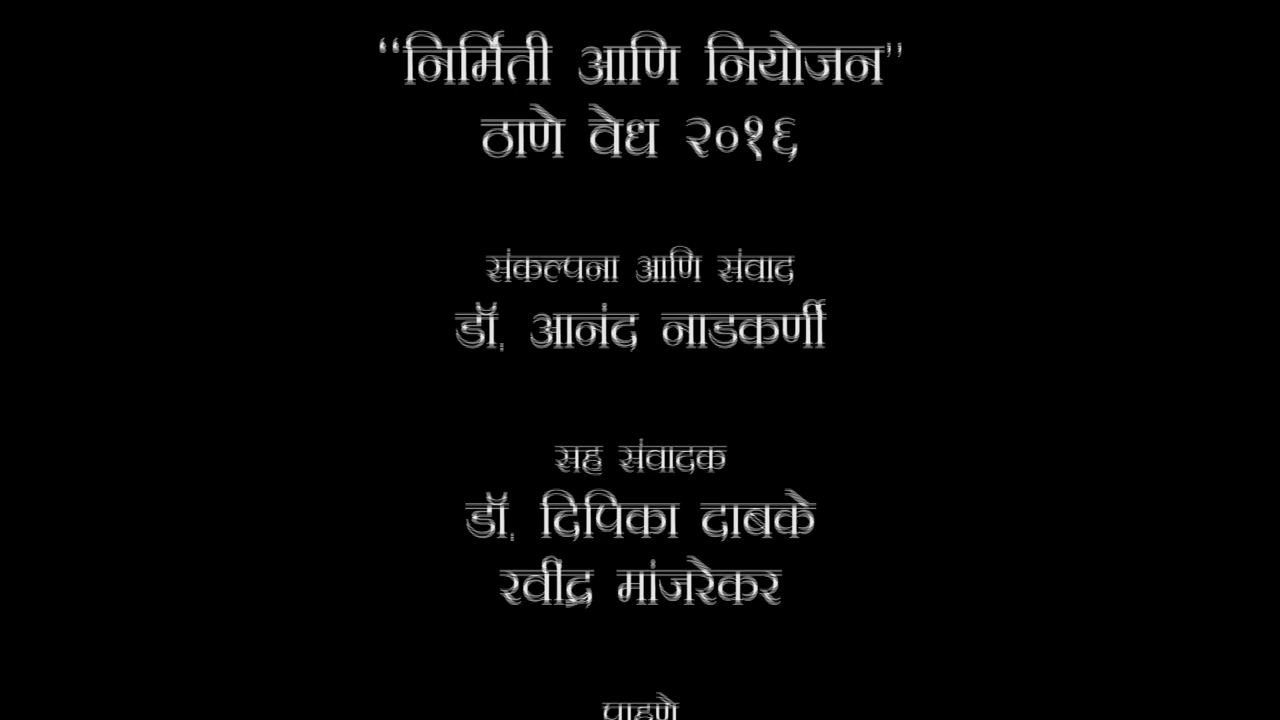 “निर्मिती आणि नियोजन”
ठाणे वेध २०१६
संकल्पना आणि संवाद
डॉ. आनंद नाडकर्णी
सह संवादक
डॉ. दिपिका दाबके
रवींद्र मांजरेकर
पाहुणे